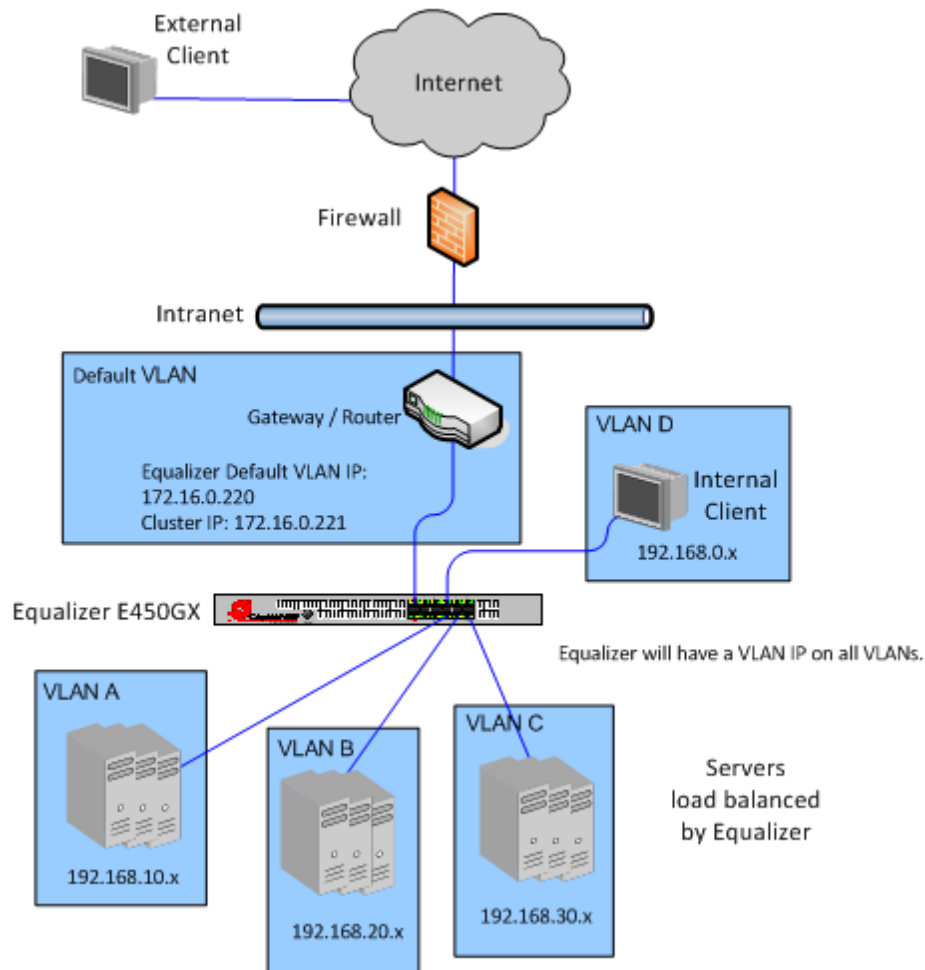 External
Client
Internet
Firewall
Intranet
Default VLAN
Gateway / Router
Equalizer Default VLAN IP:
172.16.0.220
Cluster IP: 172.16.0.221
VLAN D
Internal
Client
192.168.0.x
Equalizer E450GX
Equalizer will have a VLAN IP on all VLANs.
VLAN A
192.168.10.x
VLAN B
192.168.20.x
VLAN C
192.168.30.x
Servers
load balanced
by Equalizer